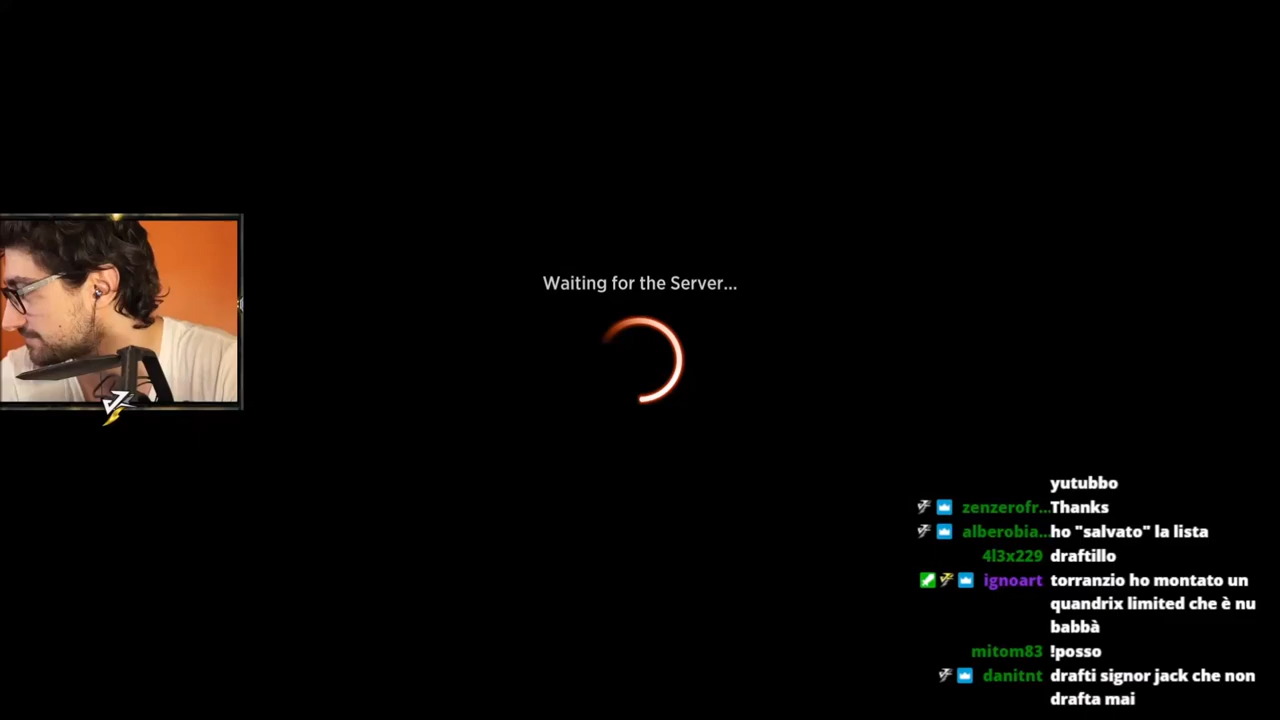 Waiting for the Server...
yutubbo
zenzerofr... Thanks
alberobia... ho "salvato" la lista
4l3x229 draftillo
ignoart torranzio ho montato un
quandrix limited che è nu
babbà
mitom83 !posso
danitnt drafti signor jack che non
drafta mai